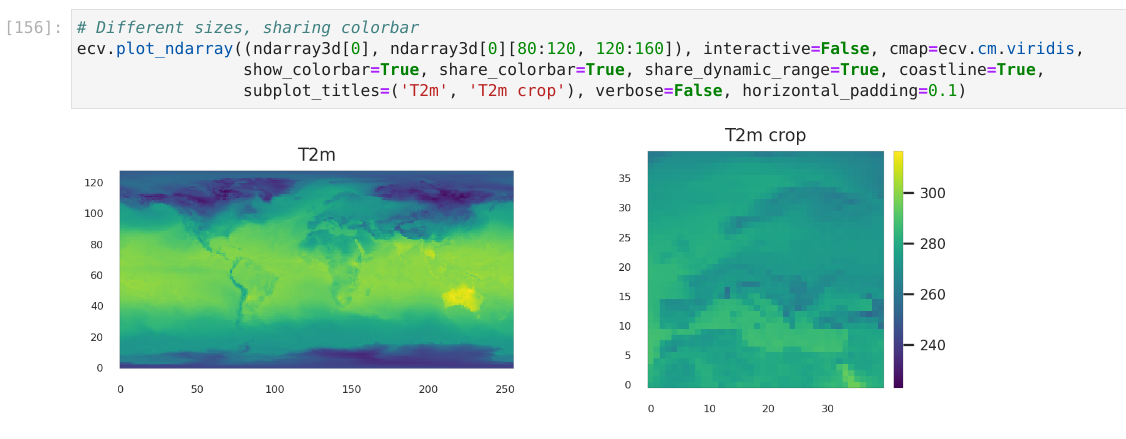 [156]: # Different sizes, sharing colorbar
ecv.plot_ndarray((ndarray3d[0], ndarray3d[0][80:120, 120:160]), interactive=False, cmap=ecv.cm.viridis,
show_colorbar=True, share_colorbar=True, share_dynamic_range=True, coastline=True,
subplot_titles=('T2m', 'T2m crop'), verbose=False, horizontal_padding=0.1)
T2m
120
100
80
60
40
20
0
0 50 100 150 200 250
T2m crop
35
30
25
20
15
10
5
0
0 10 20 30
300
280
260
240